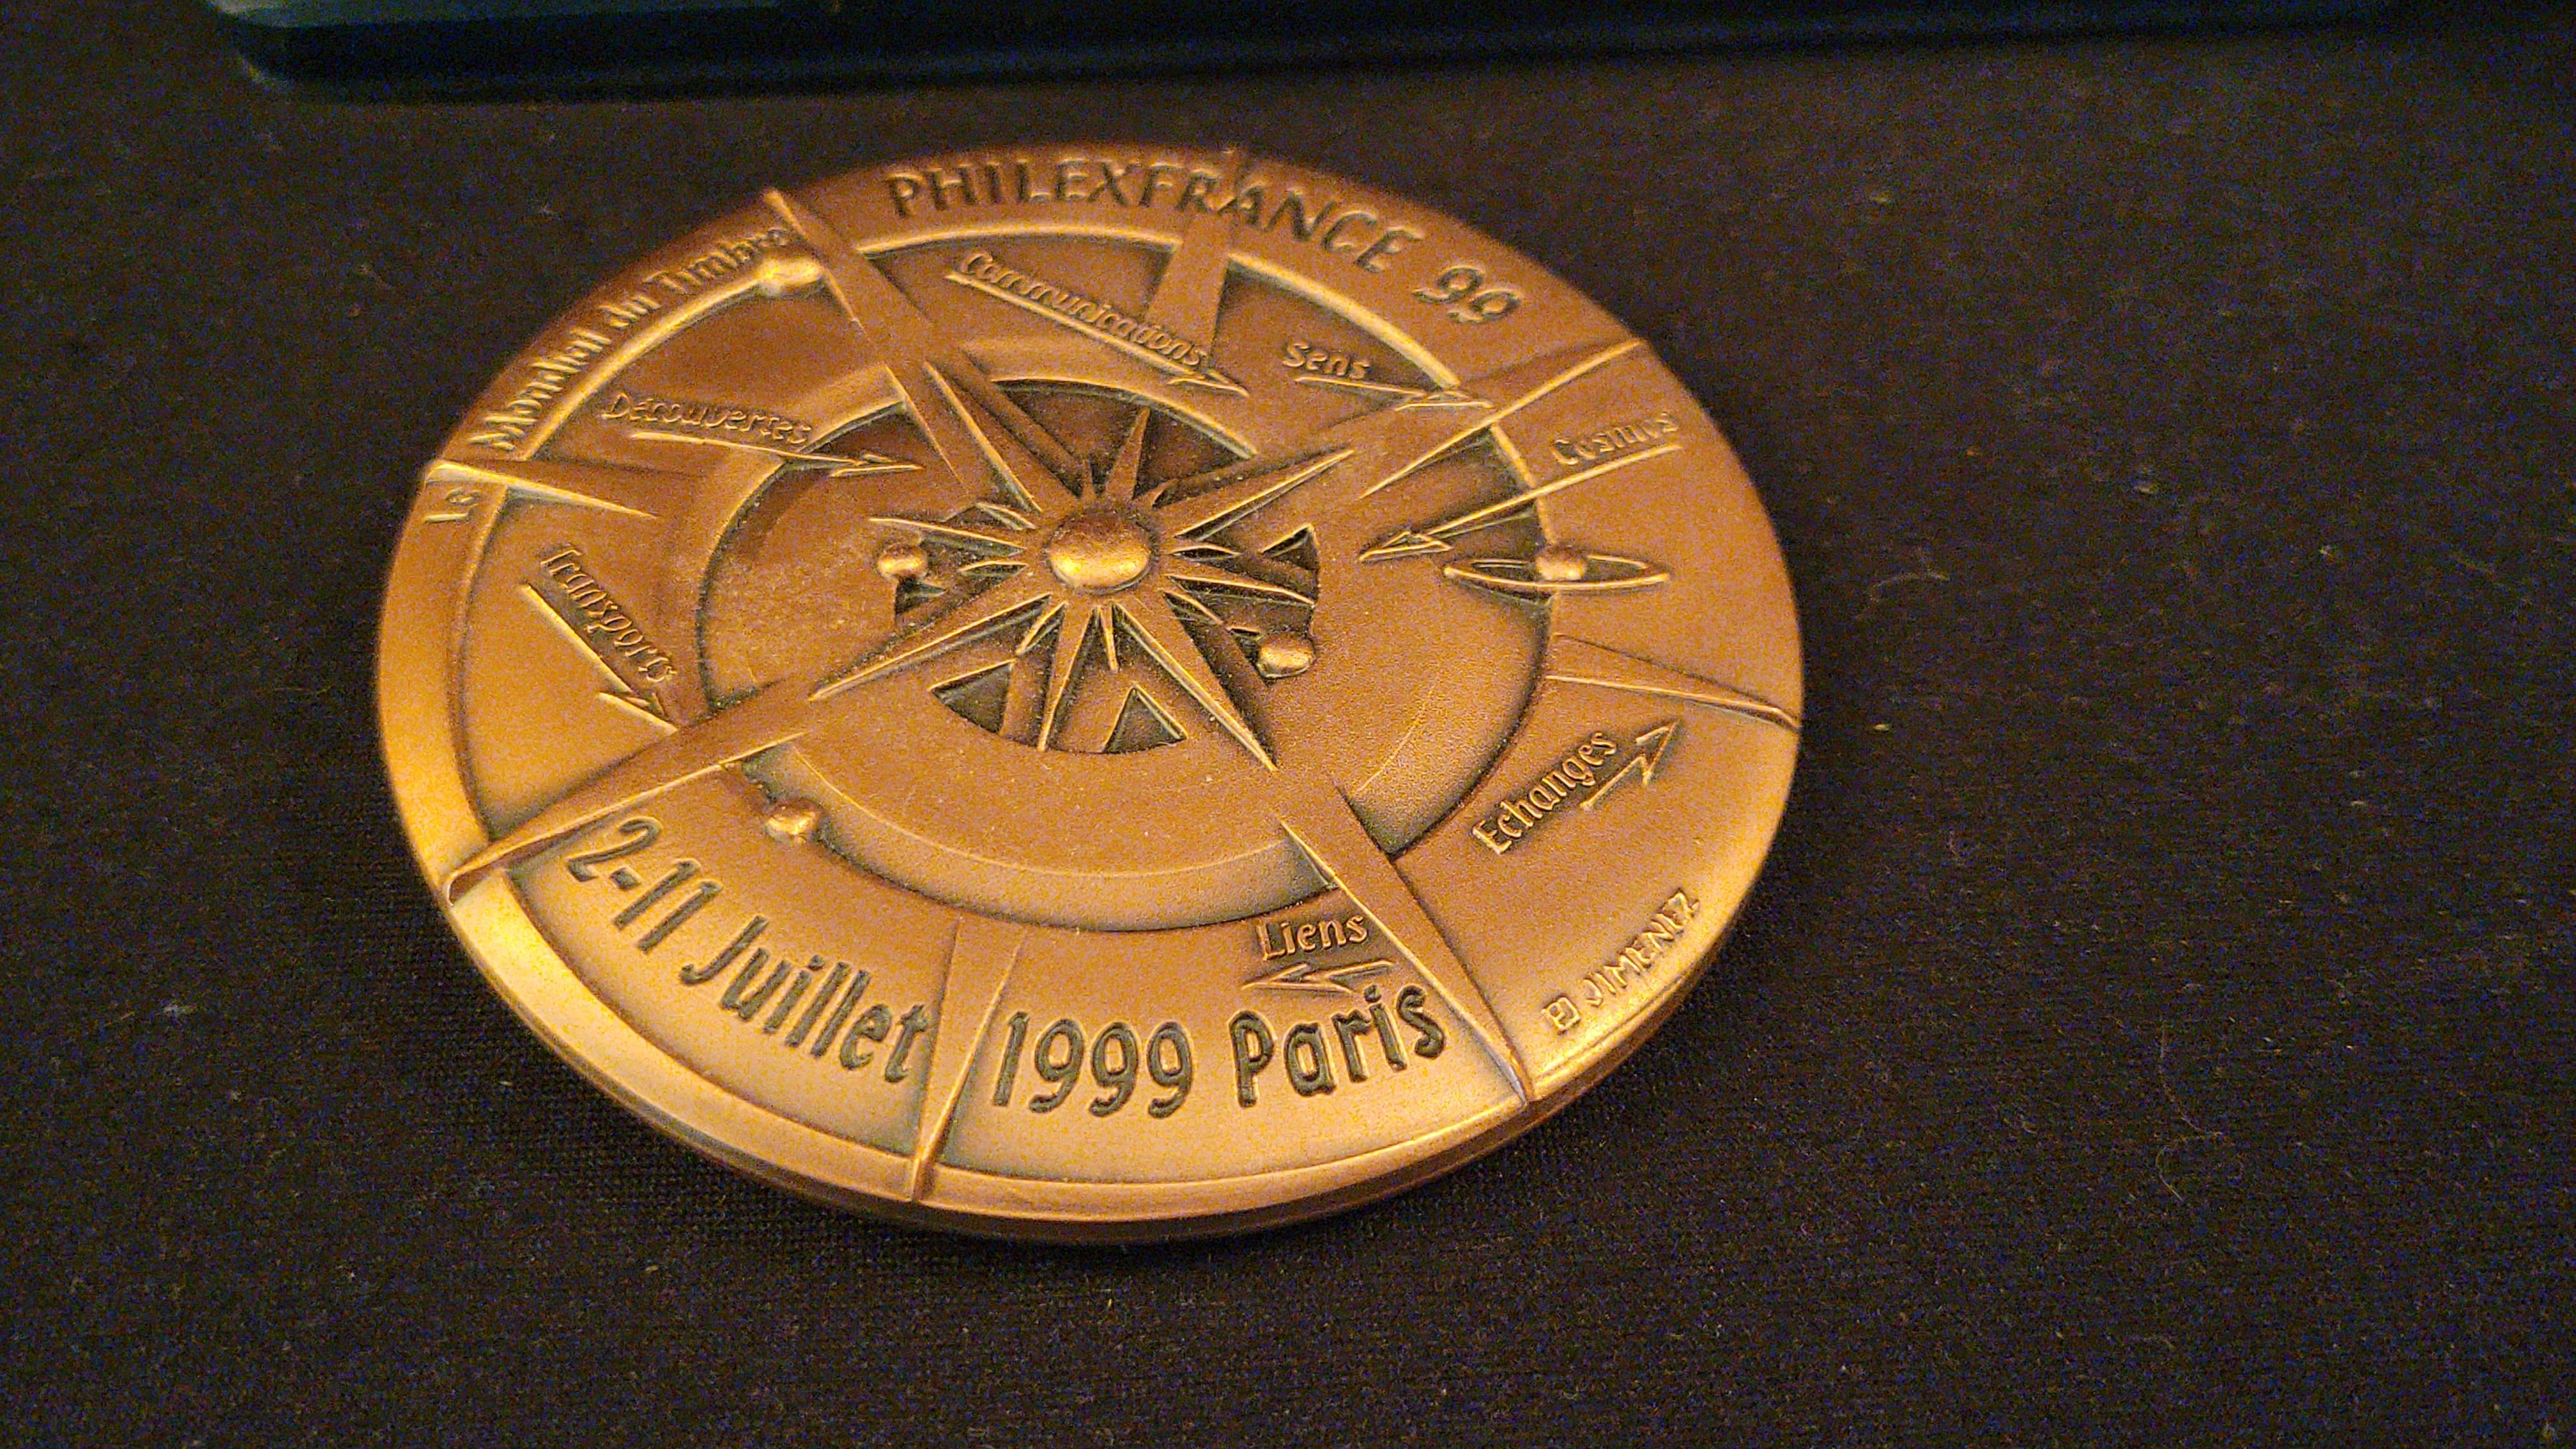 PHILEXFRANCE 99
Le Mondial du Timbre
Communications
Sens
Cosmos
Découvertes
Transports
Echanges
Liens
2-11 Juillet 1999 Paris
JIMENEZ